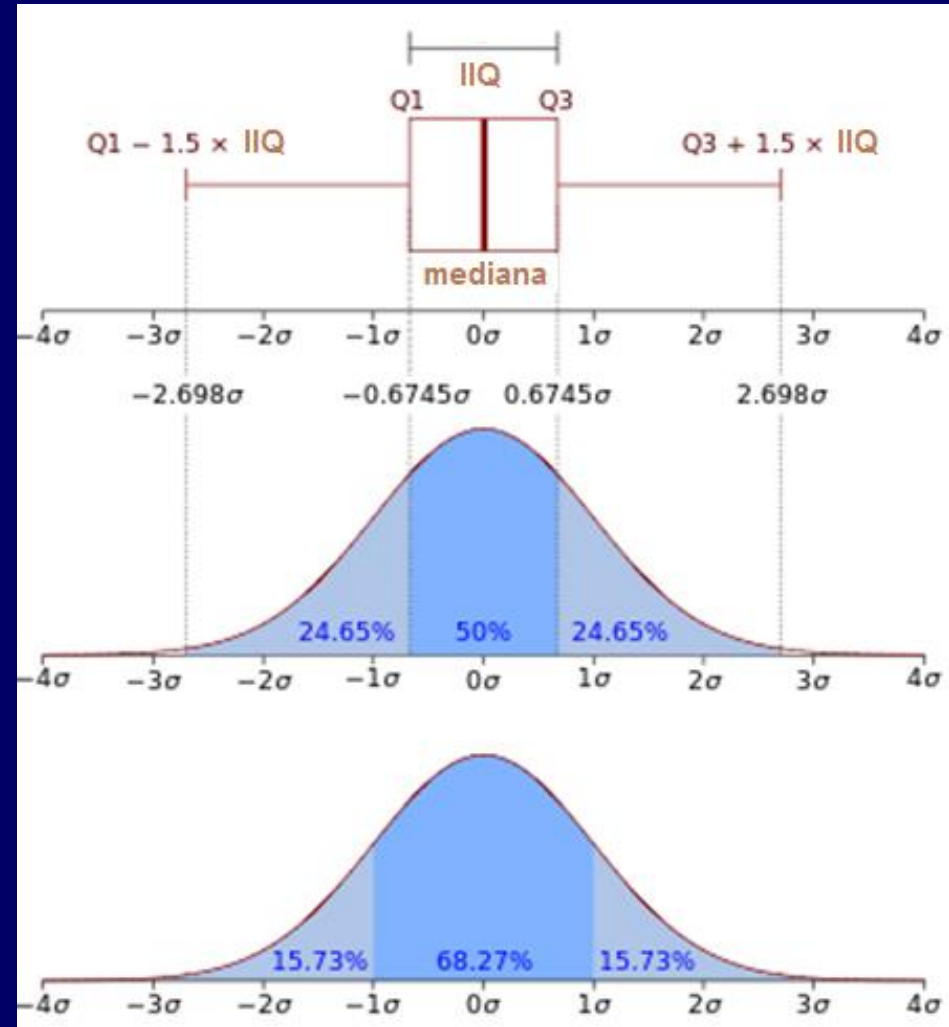 IIQ
Q1 Q3
Q1 − 1.5 × IIQ Q3 + 1.5 × IIQ
mediana
−4σ −3σ −2σ −1σ 0σ 1σ 2σ 3σ 4σ
−2.698σ −0.6745σ 0.6745σ 2.698σ
24.65% 50% 24.65%
−4σ −3σ −2σ −1σ 0σ 1σ 2σ 3σ 4σ
15.73% 68.27% 15.73%
−4σ −3σ −2σ −1σ 0σ 1σ 2σ 3σ 4σ